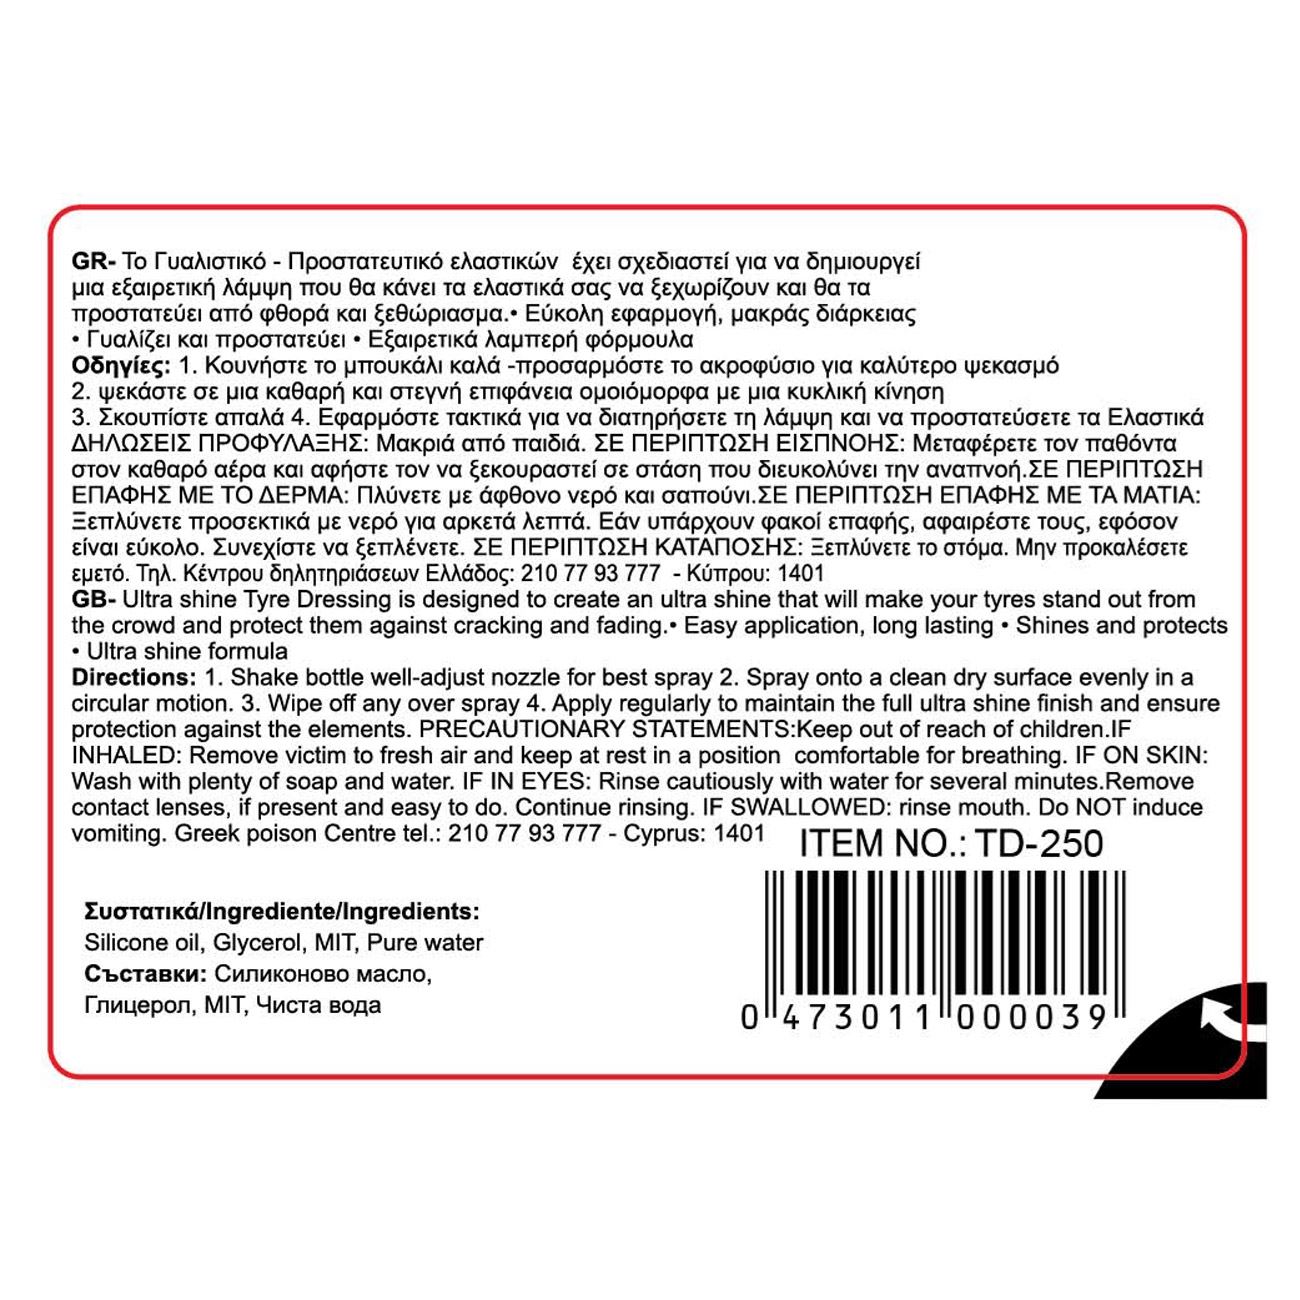 GR- Το Γυαλιστικό - Προστατευτικό ελαστικών έχει σχεδιαστεί για να δημιουργεί
μια εξαιρετική λάμψη που θα κάνει τα ελαστικά σας να ξεχωρίζουν και θα τα
προστατεύει από φθορά και ξεθώριασμα.• Εύκολη εφαρμογή, μακράς διάρκειας
• Γυαλίζει και προστατεύει • Εξαιρετικά λαμπερή φόρμουλα
Οδηγίες: 1. Κουνήστε το μπουκάλι καλά -προσαρμόστε το ακροφύσιο για καλύτερο ψεκασμό
2. ψεκάστε σε μια καθαρή και στεγνή επιφάνεια ομοιόμορφα με μια κυκλική κίνηση
3. Σκουπίστε απαλά 4. Εφαρμόστε τακτικά για να διατηρήσετε τη λάμψη και να προστατεύσετε τα Ελαστικά
ΔΗΛΩΣΕΙΣ ΠΡΟΦΥΛΑΞΗΣ: Μακριά από παιδιά. ΣΕ ΠΕΡΙΠΤΩΣΗ ΕΙΣΠΝΟΗΣ: Μεταφέρετε τον παθόντα
στον καθαρό αέρα και αφήστε τον να ξεκουραστεί σε στάση που διευκολύνει την αναπνοή.ΣΕ ΠΕΡΙΠΤΩΣΗ
ΕΠΑΦΗΣ ΜΕ ΤΟ ΔΕΡΜΑ: Πλύνετε με άφθονο νερό και σαπούνι.ΣΕ ΠΕΡΙΠΤΩΣΗ ΕΠΑΦΗΣ ΜΕ ΤΑ ΜΑΤΙΑ:
Ξεπλύνετε προσεκτικά με νερό για αρκετά λεπτά. Εάν υπάρχουν φακοί επαφής, αφαιρέστε τους, εφόσον
είναι εύκολο. Συνεχίστε να ξεπλένετε. ΣΕ ΠΕΡΙΠΤΩΣΗ ΚΑΤΑΠΟΣΗΣ: Ξεπλύνετε το στόμα. Μην προκαλέσετε
εμετό. Τηλ. Κέντρου δηλητηριάσεων Ελλάδος: 210 77 93 777 - Κύπρου: 1401
GB- Ultra shine Tyre Dressing is designed to create an ultra shine that will make your tyres stand out from
the crowd and protect them against cracking and fading.• Easy application, long lasting • Shines and protects
• Ultra shine formula
Directions: 1. Shake bottle well-adjust nozzle for best spray 2. Spray onto a clean dry surface evenly in a
circular motion. 3. Wipe off any over spray 4. Apply regularly to maintain the full ultra shine finish and ensure
protection against the elements. PRECAUTIONARY STATEMENTS:Keep out of reach of children.IF
INHALED: Remove victim to fresh air and keep at rest in a position comfortable for breathing. IF ON SKIN:
Wash with plenty of soap and water. IF IN EYES: Rinse cautiously with water for several minutes.Remove
contact lenses, if present and easy to do. Continue rinsing. IF SWALLOWED: rinse mouth. Do NOT induce
vomiting. Greek poison Centre tel.: 210 77 93 777 - Cyprus: 1401
ITEM NO.: TD-250
Συστατικά/Ingrediente/Ingredients:
Silicone oil, Glycerol, MIT, Pure water
Съставки: Силиконово масло,
Глицерол, MIT, Чиста вода
0 473011 000039